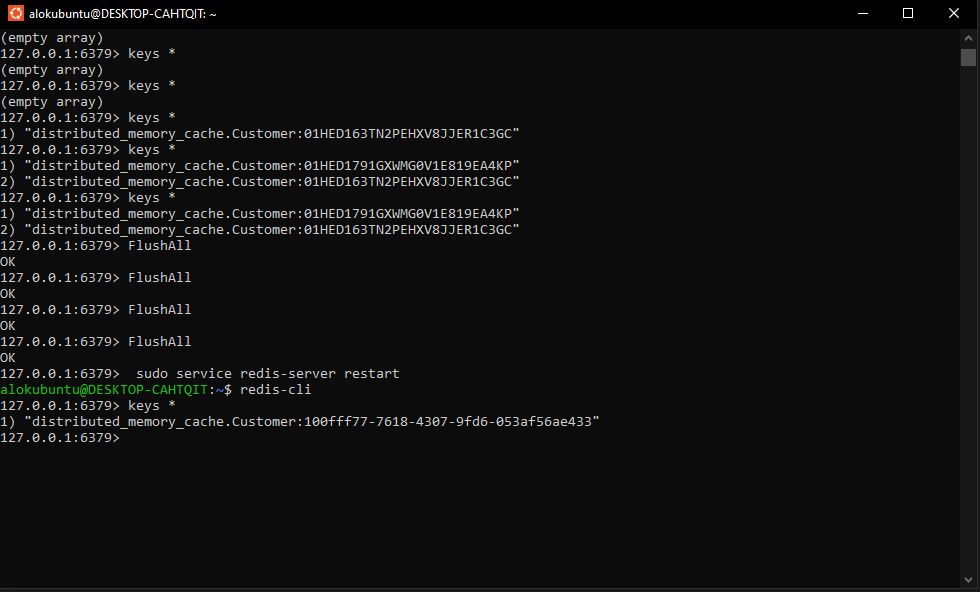 alokubuntu@DESKTOP-CAHTQIT: ~
(empty array)
127.0.0.1:6379> keys *
(empty array)
127.0.0.1:6379> keys *
(empty array)
127.0.0.1:6379> keys *
1) "distributed_memory_cache.Customer:01HED163TN2PEHXV8JJER1C3GC"
127.0.0.1:6379> keys *
1) "distributed_memory_cache.Customer:01HED1791GXWMG0V1E819EA4KP"
2) "distributed_memory_cache.Customer:01HED163TN2PEHXV8JJER1C3GC"
127.0.0.1:6379> keys *
1) "distributed_memory_cache.Customer:01HED1791GXWMG0V1E819EA4KP"
2) "distributed_memory_cache.Customer:01HED163TN2PEHXV8JJER1C3GC"
127.0.0.1:6379> FlushAll
OK
127.0.0.1:6379> FlushAll
OK
127.0.0.1:6379> FlushAll
OK
127.0.0.1:6379> FlushAll
OK
127.0.0.1:6379>  sudo service redis-server restart
alokubuntu@DESKTOP-CAHTQIT:~$ redis-cli
127.0.0.1:6379> keys *
1) "distributed_memory_cache.Customer:100fff77-7618-4307-9fd6-053af56ae433"
127.0.0.1:6379>